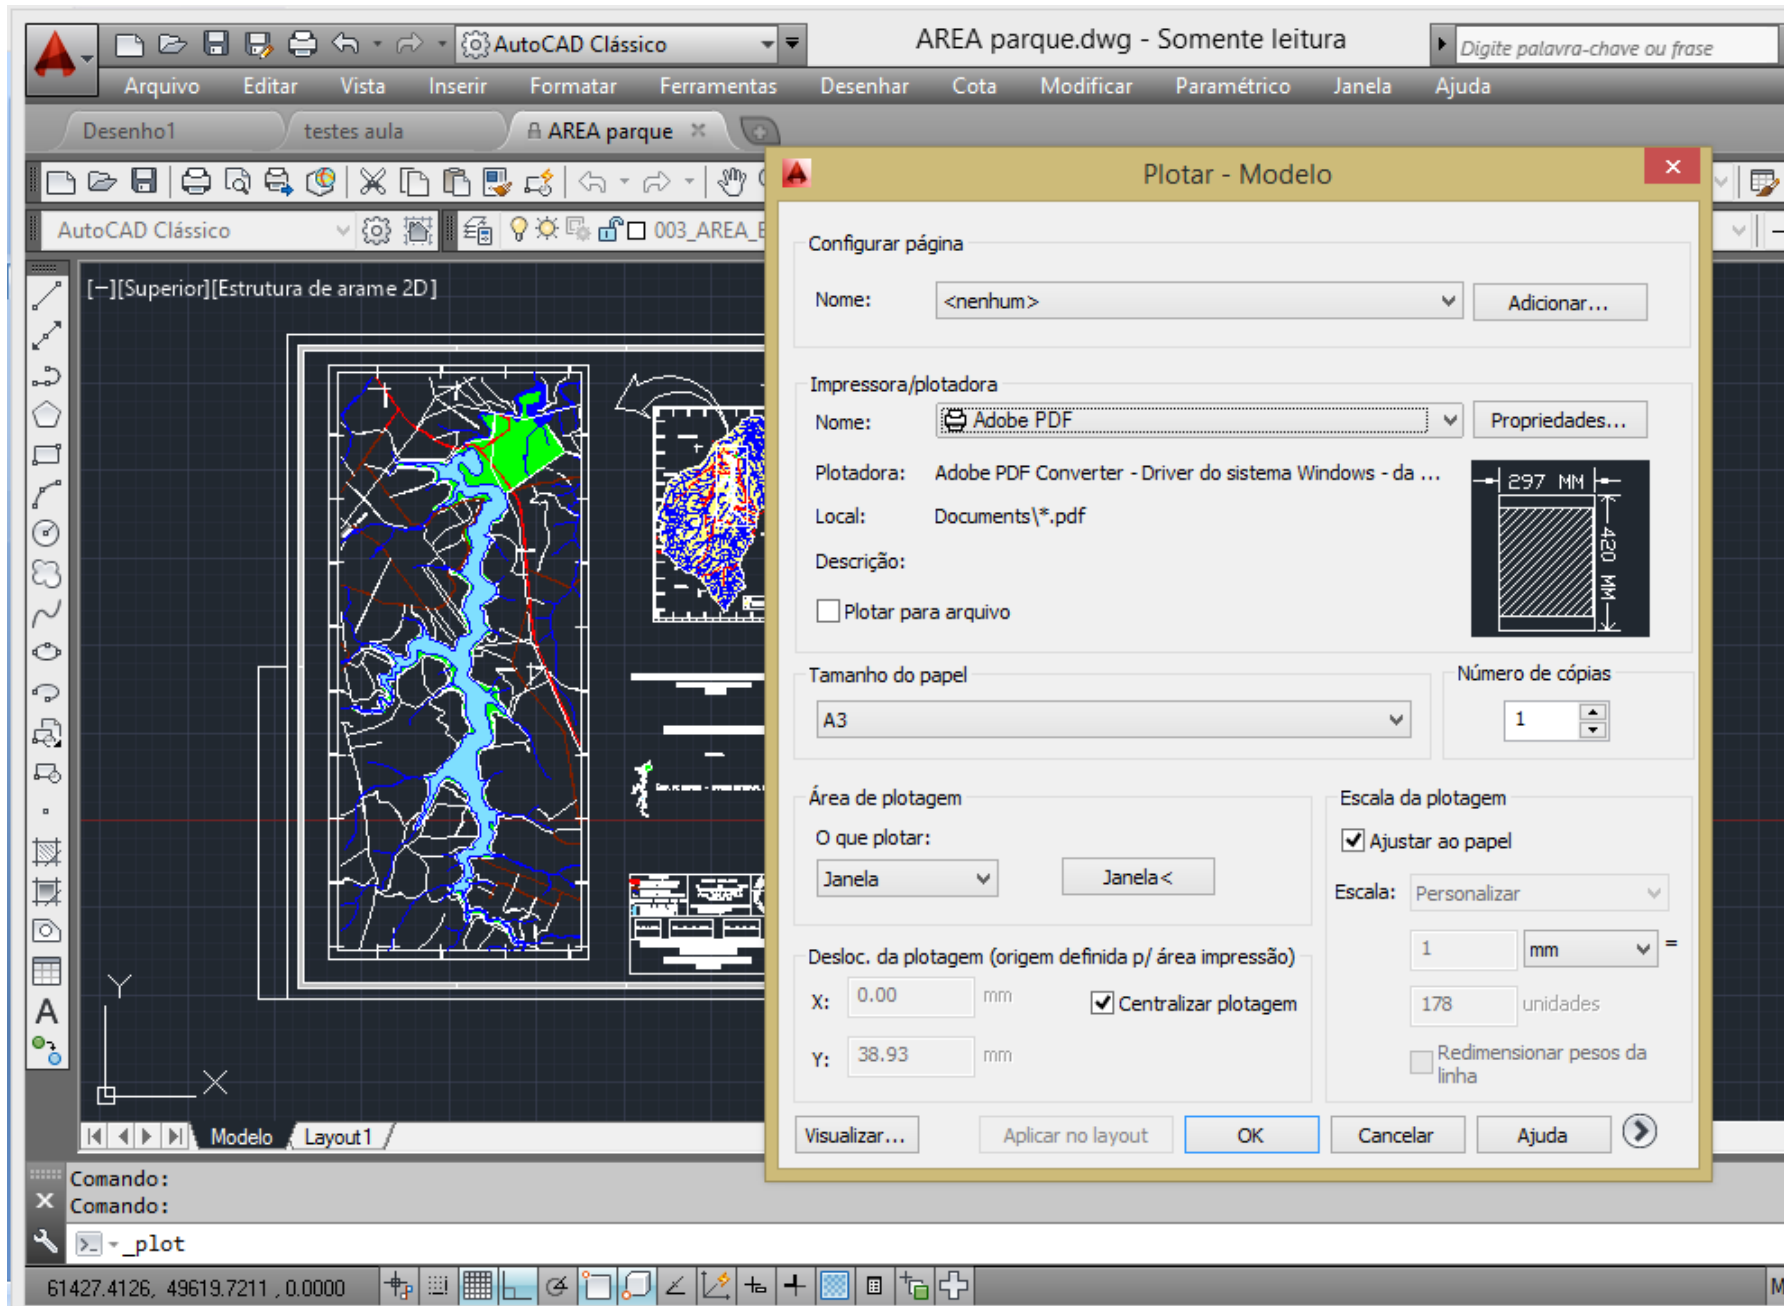 AutoCAD Clássico
AREA parque.dwg - Somente leitura
Digite palavra-chave ou frase
Arquivo Editar Vista Inserir Formatar Ferramentas Desenhar Cota Modificar Paramétrico Janela Ajuda
Desenho1 testes aula AREA parque
AutoCAD Clássico
003_AREA_E
[−][Superior][Estrutura de arame 2D]
Y
X
Modelo Layout1
Plotar - Modelo
Configurar página
Nome: <nenhum> Adicionar...
Impressora/plotadora
Nome: Adobe PDF Propriedades...
Plotadora: Adobe PDF Converter - Driver do sistema Windows - da ...
Local: Documents\*.pdf
Descrição:
Plotar para arquivo
297 MM
420 MM
Tamanho do papel
A3
Número de cópias
1
Área de plotagem
O que plotar:
Janela Janela<
Escala da plotagem
Ajustar ao papel
Escala: Personalizar
1 mm =
178 unidades
Redimensionar pesos da
linha
Desloc. da plotagem (origem definida p/ área impressão)
X: 0.00 mm Centralizar plotagem
Y: 38.93 mm
Visualizar... Aplicar no layout OK Cancelar Ajuda
Comando:
Comando:
_plot
61427.4126, 49619.7211 , 0.0000